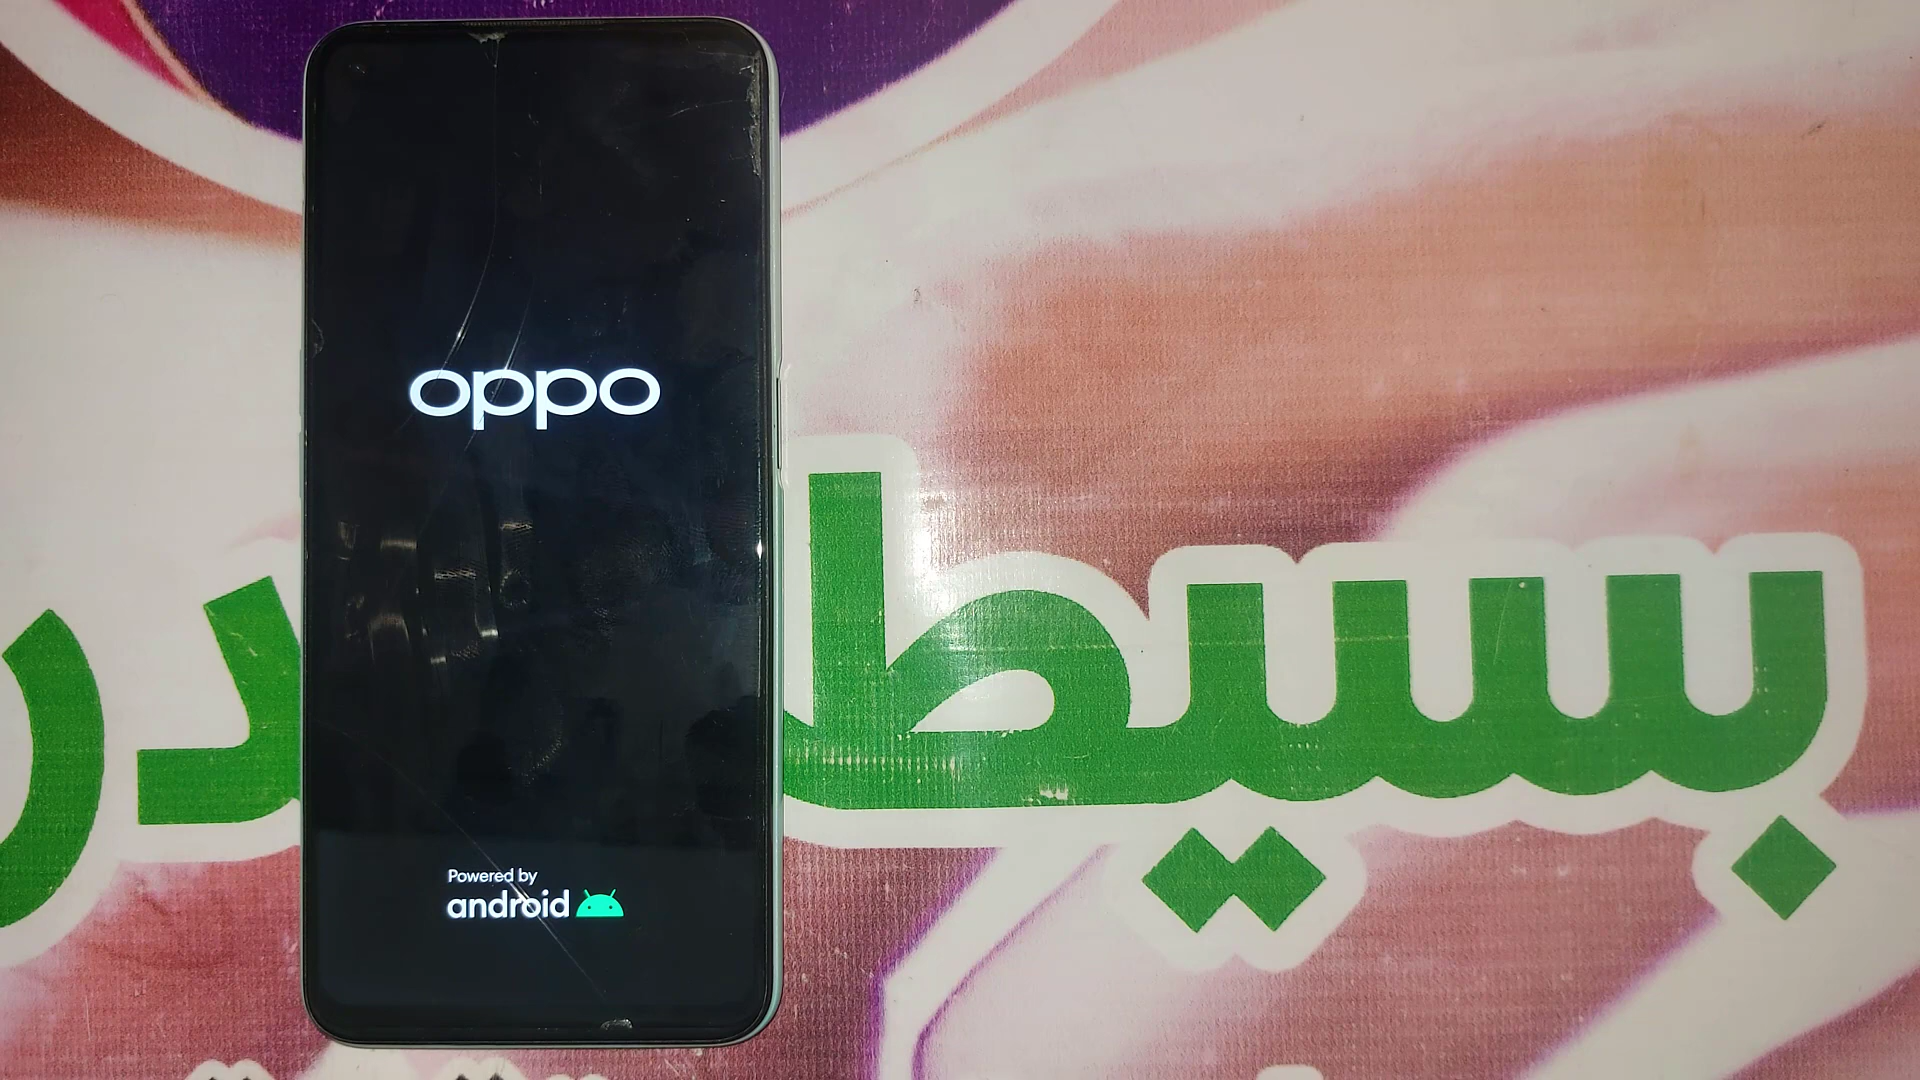 oppo
Powered by
android
بسيط